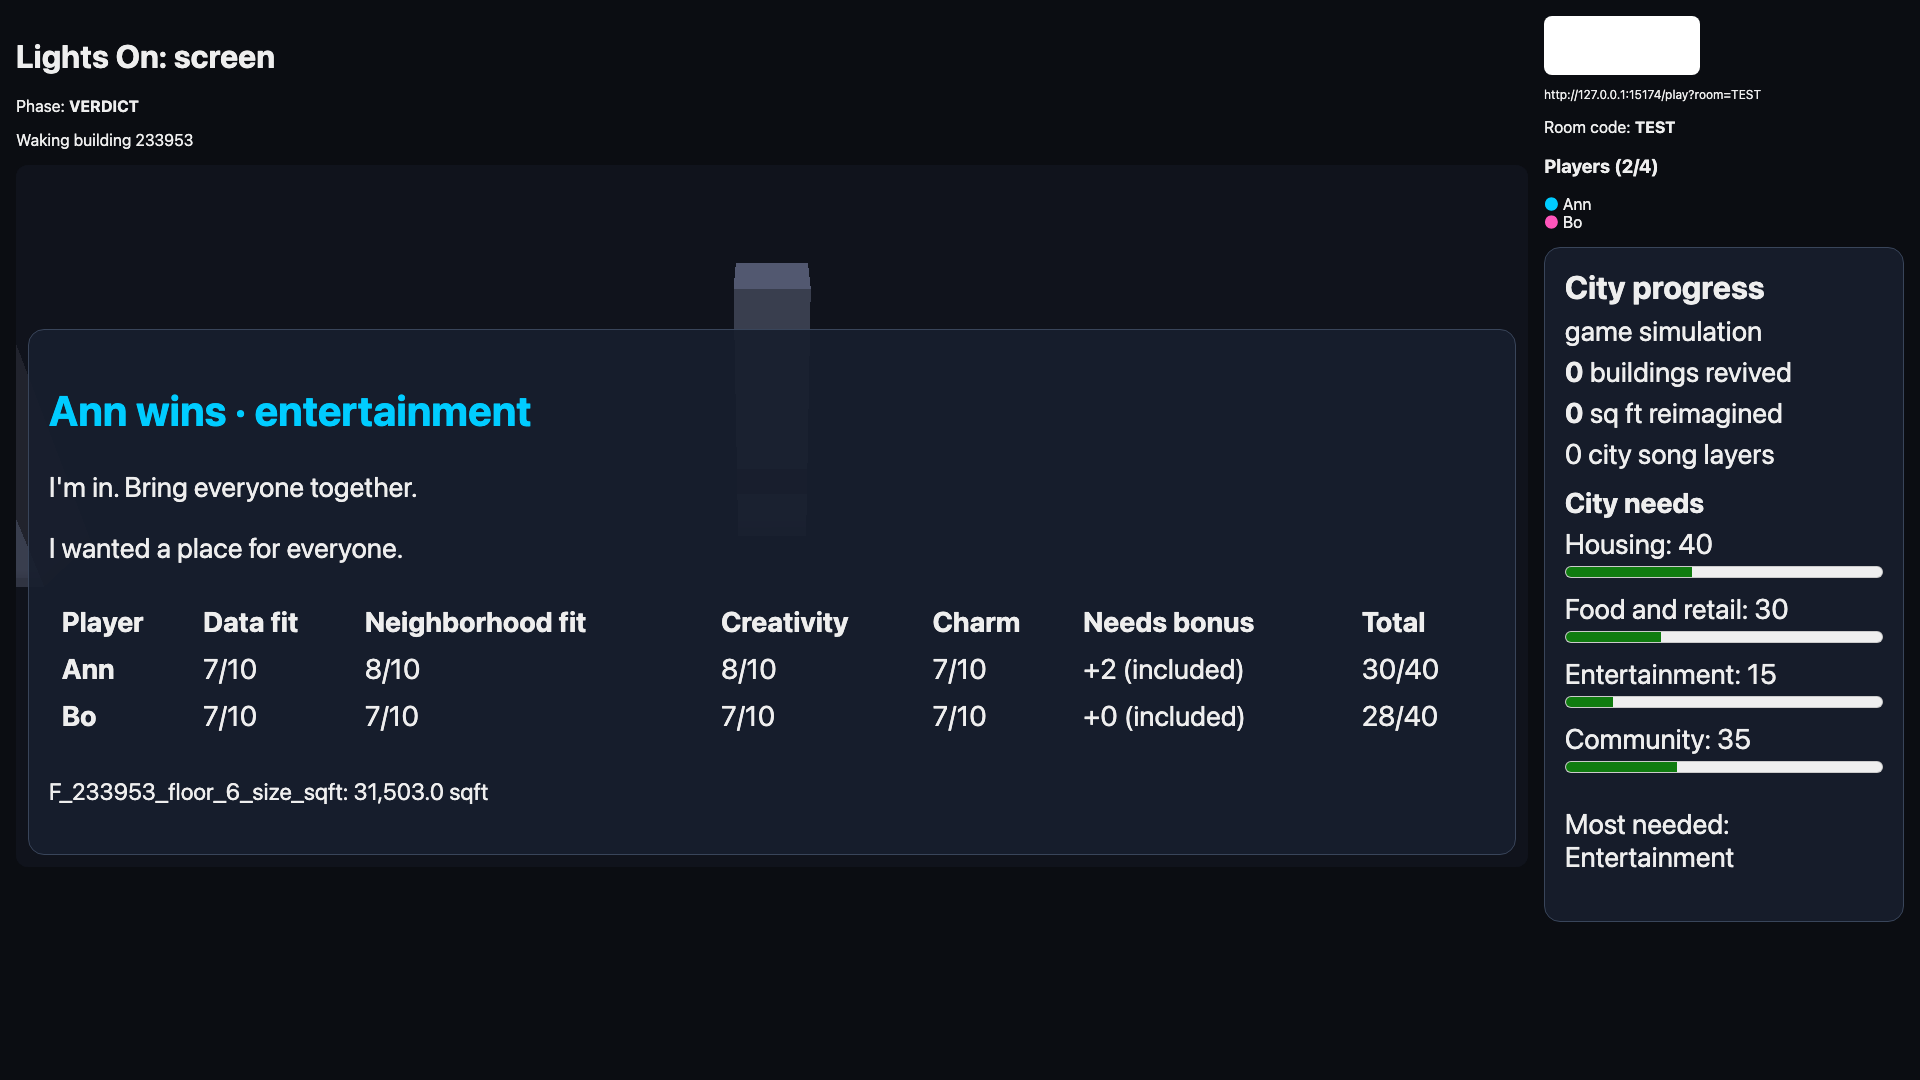 Lights On: screen
Phase: VERDICT
Waking building 233953
Ann wins · entertainment
I'm in. Bring everyone together.
I wanted a place for everyone.
Player Data fit Neighborhood fit Creativity Charm Needs bonus Total
Ann 7/10 8/10 8/10 7/10 +2 (included) 30/40
Bo 7/10 7/10 7/10 7/10 +0 (included) 28/40
F_233953_floor_6_size_sqft: 31,503.0 sqft
http://127.0.0.1:15174/play?room=TEST
Room code: TEST
Players (2/4)
Ann
Bo
City progress
game simulation
0 buildings revived
0 sq ft reimagined
0 city song layers
City needs
Housing: 40
Food and retail: 30
Entertainment: 15
Community: 35
Most needed:
Entertainment